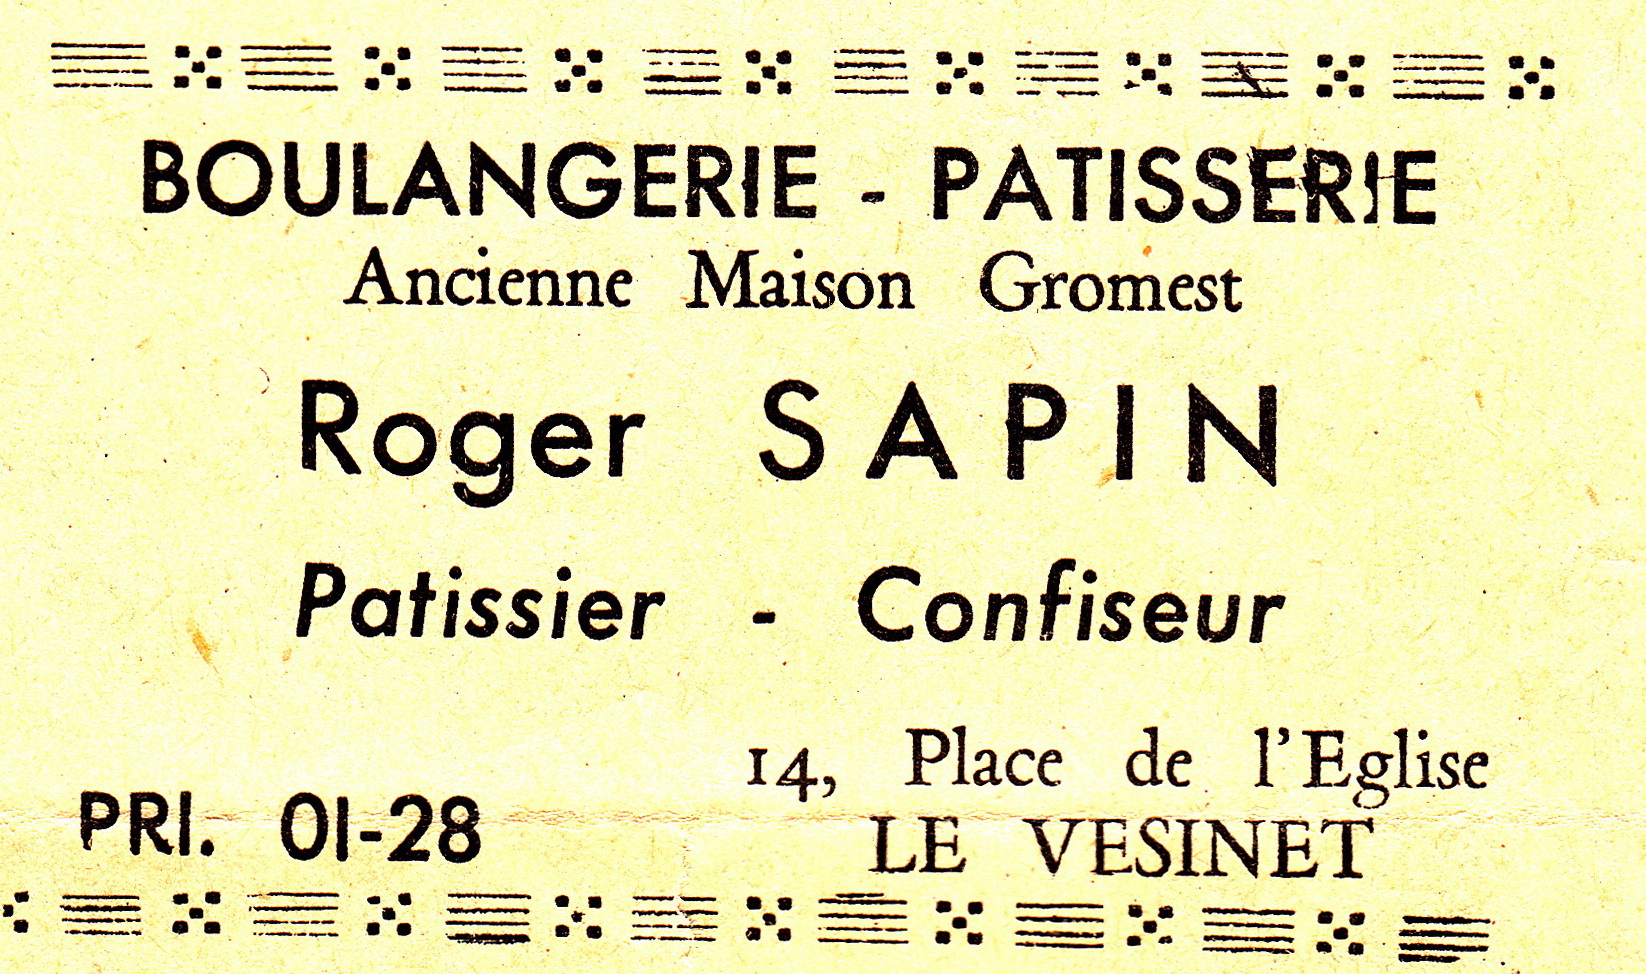 BOULANGERIE - PATISSERIE
Ancienne Maison Gromest
Roger SAPIN
Patissier - Confiseur
14, Place de l'Eglise
PRI. 01-28
LE VESINET